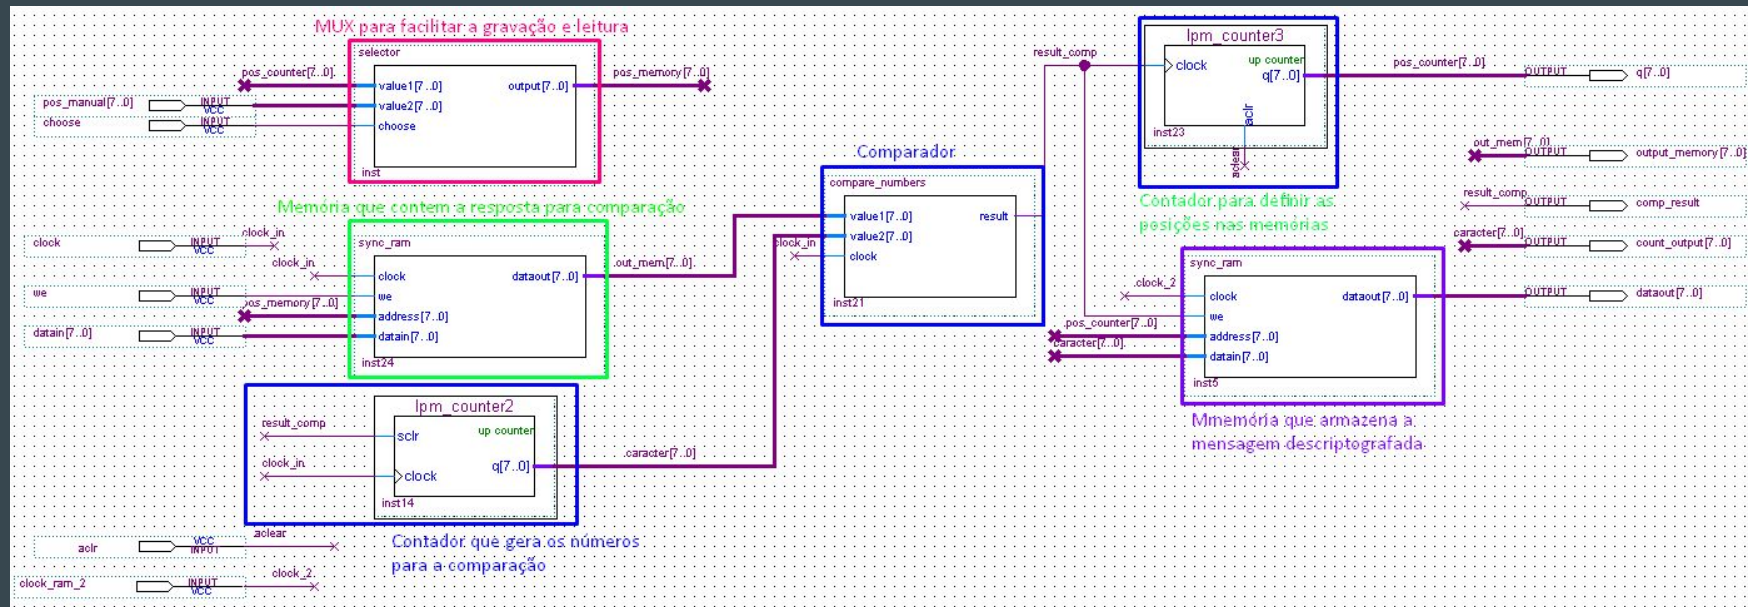 MUX para facilitar a gravação e leitura
selector
pos_counter[7..0]
value1[7..0]
output[7..0]
pos_memory[7..0]
pos_manual[7..0]
INPUT
VCC
value2[7..0]
choose
INPUT
VCC
choose
inst
Memória que contem a resposta para comparação
sync_ram
clock
INPUT
VCC
clock_in
clock_in
clock
dataout[7..0]
out_mem[7..0]
we
INPUT
VCC
we
pos_memory[7..0]
address[7..0]
datain[7..0]
INPUT
VCC
datain[7..0]
inst24
lpm_counter2
result_comp
sclr
up counter
clock_in
clock
q[7..0]
caracter[7..0]
inst14
Contador que gera os números
para a comparação
aclr
VCC
INPUT
aclear
clock_ram_2
INPUT
VCC
clock_2
Comparador
compare_numbers
value1[7..0]
result
value2[7..0]
clock_in
clock
inst21
result_comp
lpm_counter3
clock
up counter
q[7..0]
aclr
inst23
aclear
pos_counter[7..0]
OUTPUT
q[7..0]
Contador para definir as
posições nas memórias
out_mem[7..0]
OUTPUT
output_memory[7..0]
result_comp
OUTPUT
comp_result
caracter[7..0]
OUTPUT
count_output[7..0]
sync_ram
clock_2
clock
dataout[7..0]
OUTPUT
dataout[7..0]
we
pos_counter[7..0]
address[7..0]
caracter[7..0]
datain[7..0]
inst5
Mmemória que armazena a
mensagem descriptografada